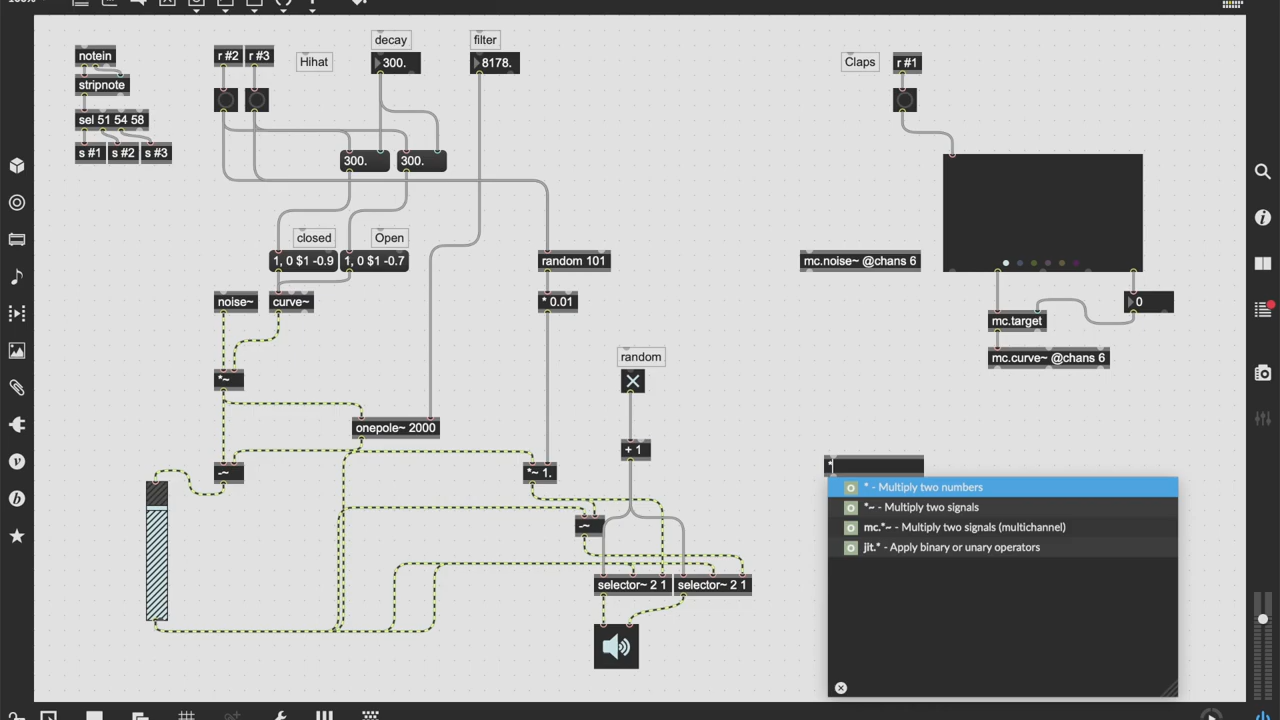 decay
filter
notein
r #2
r #3
Hihat
300.
8178.
Claps
r #1
stripnote
sel 51 54 58
s #1
s #2
s #3
300.
300.
closed
Open
1, 0 $1 -0.9
1, 0 $1 -0.7
random 101
mc.noise~ @chans 6
noise~
curve~
* 0.01
0
mc.target
random
mc.curve~ @chans 6
*~
onepole~ 2000
+ 1
*
-~
*~ 1.
* - Multiply two numbers
*~ - Multiply two signals
-~
mc.*~ - Multiply two signals (multichannel)
jit.* - Apply binary or unary operators
selector~ 2 1
selector~ 2 1